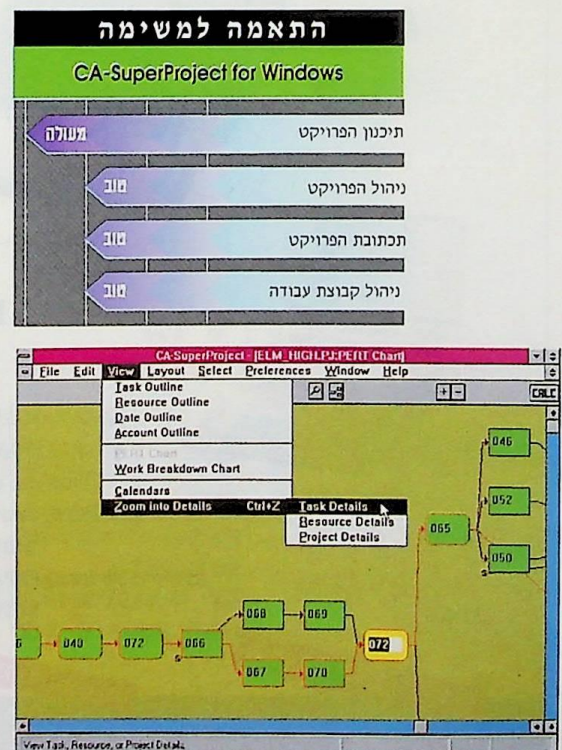 התאמה למשימה
CA-SuperProject for Windows
תיכנון הפרויקט
מעולה
ניהול הפרויקט
טוב
תכתובת הפרויקט
טוב
ניהול קבוצת עבודה
טוב
CA-SuperProject - [ELM_HIGH.PJ:PERT Chart]
File Edit View Layout Select Preferences Window Help
CALC
Task Outline
Resource Outline
Date Outline
Account Outline
PERT Chart
Work Breakdown Chart
Calendars
Zoom into Details Ctrl+Z
Task Details
Resource Details
Project Details
046
052
065
050
S
068 069
6 040 072 066 072
S
067 070
View Task, Resource, or Project Details